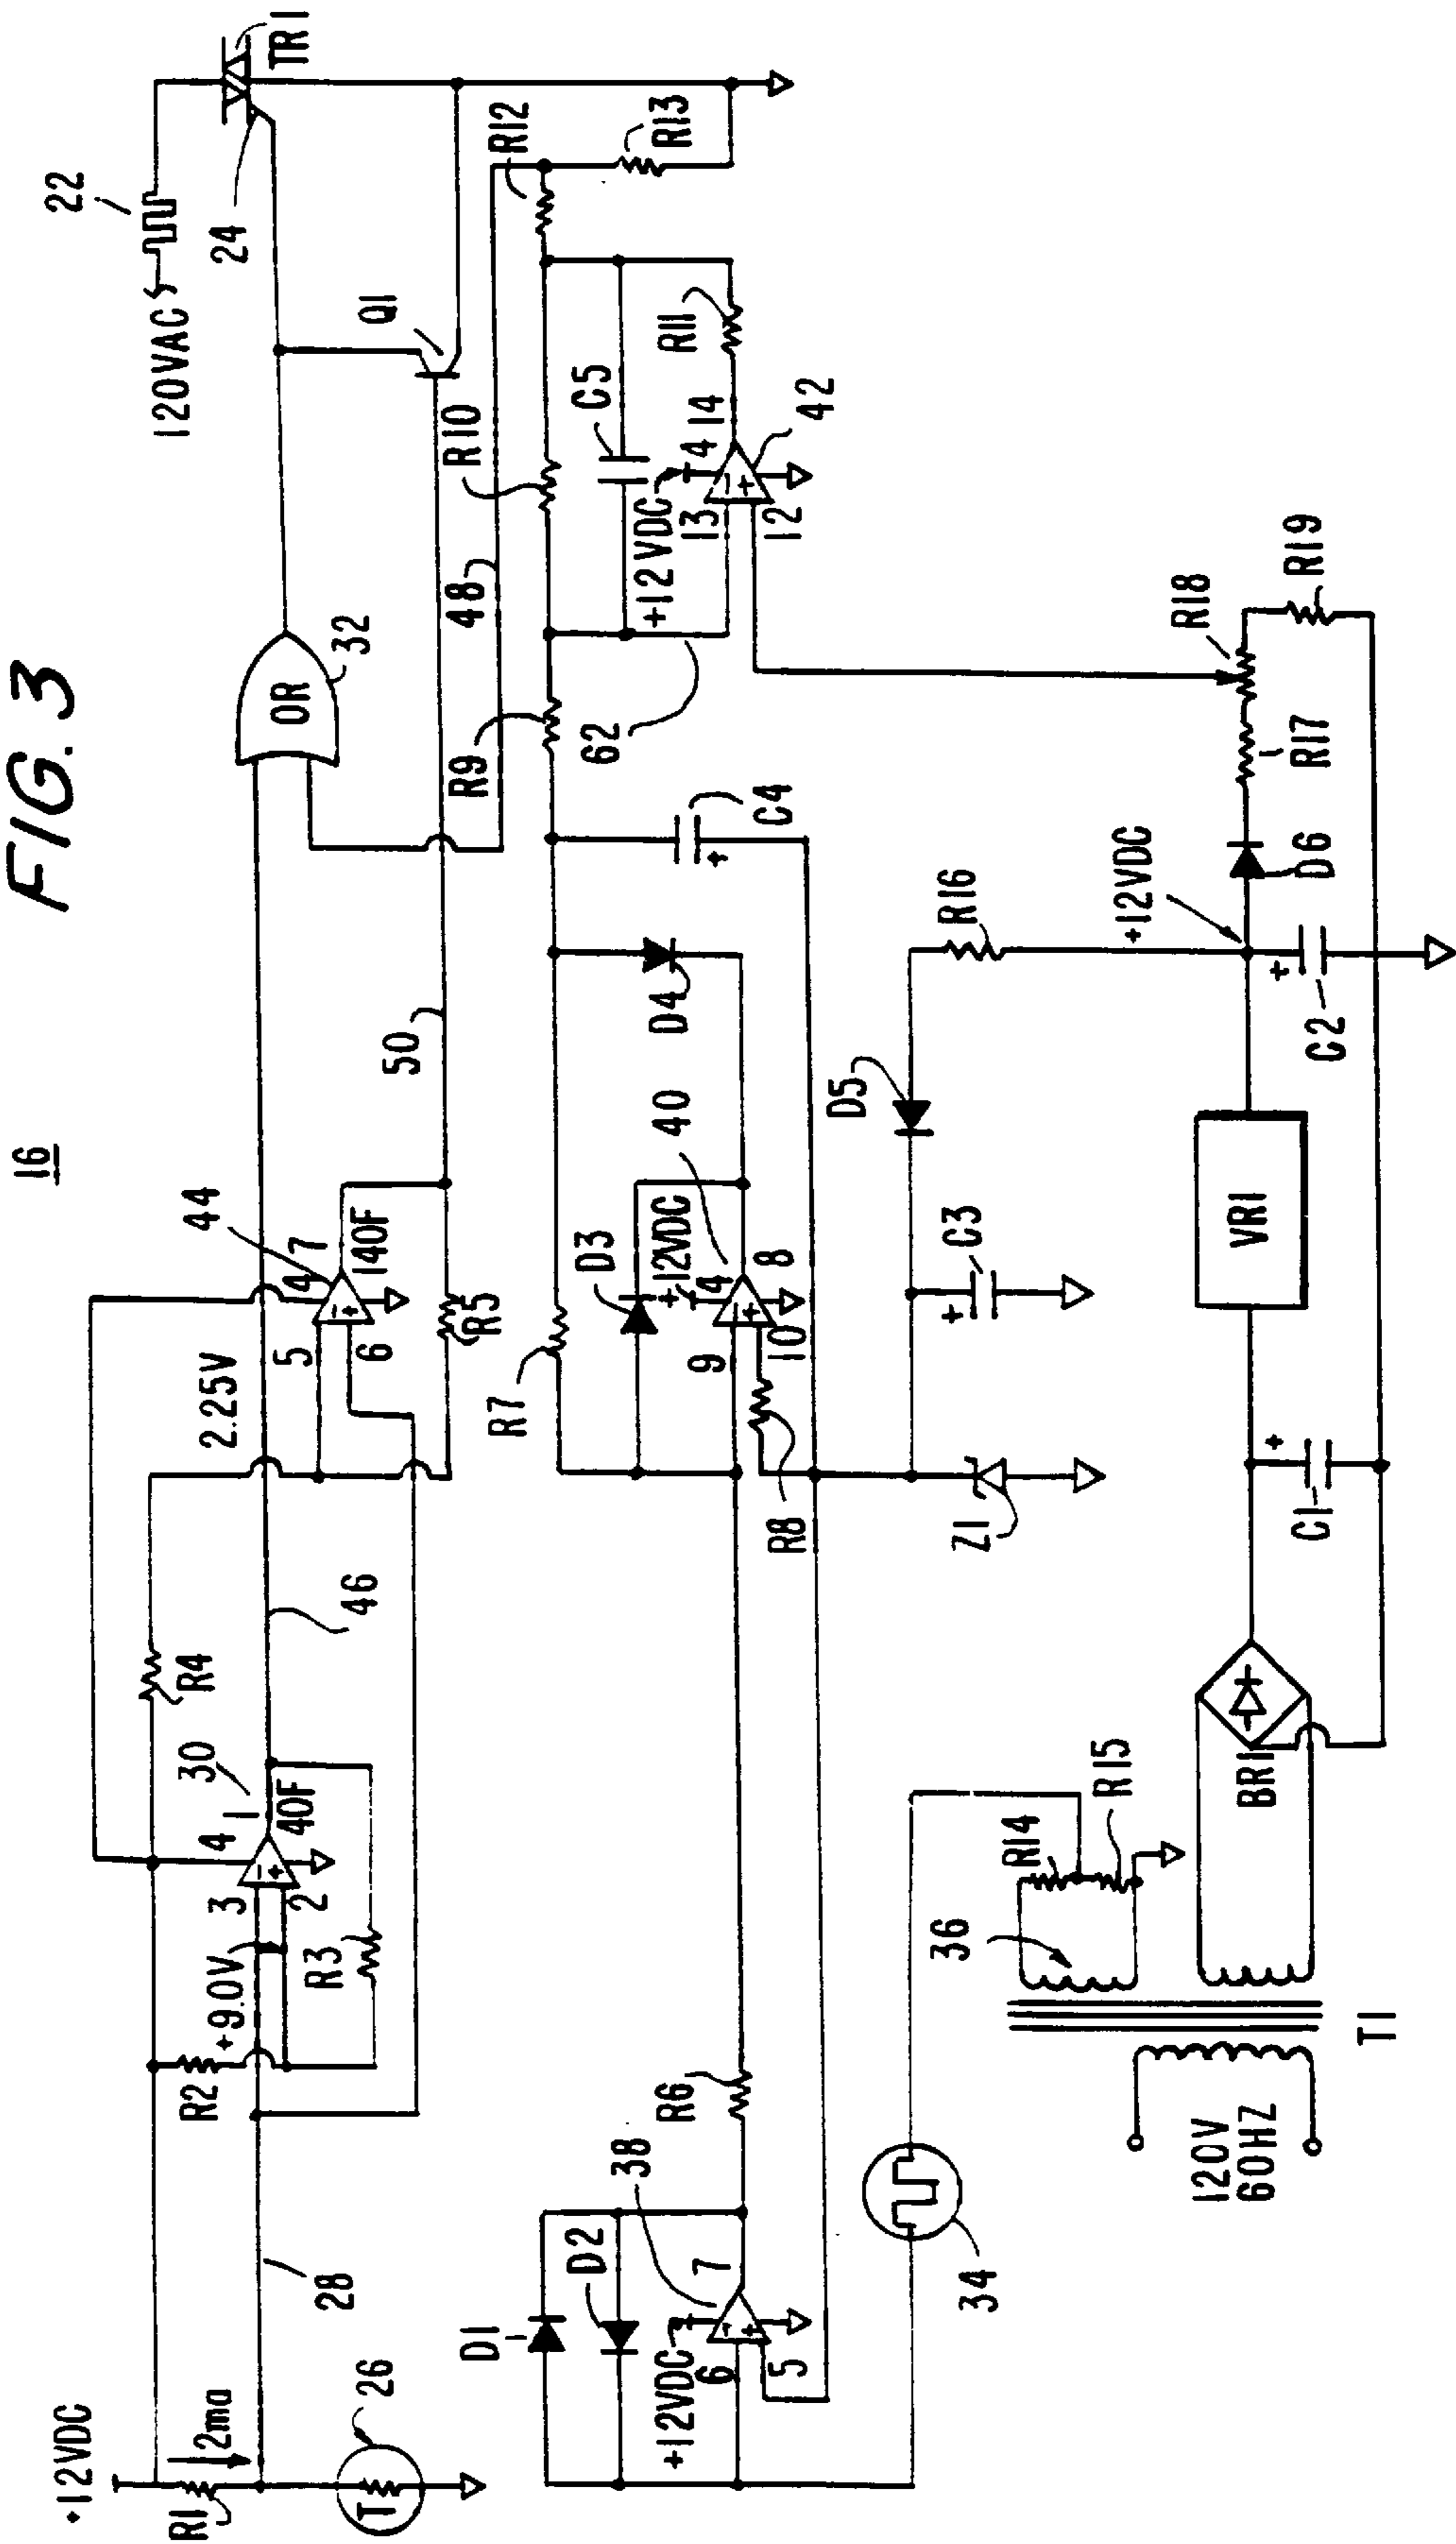 FIG. 3
16
+12VDC
R1
2ma
T
26
28
R2
+9.0V
3
2
4
1
30
40F
R3
R4
46
2.25V
5
6
4
7
44
140F
R5
50
OR
32
120VAC
22
24
TR1
Q1
48
R12
R13
D1
D2
+12VDC
6
5
7
38
R6
R7
D3
+12VDC
4
9
10
8
40
R8
D4
C4
R9
62
R10
C5
+12VDC
4
13
12
14
42
R11
34
Z1
C3
D5
R16
+12VDC
36
R14
R15
120V
60HZ
T1
BR1
C1
VR1
C2
D6
R17
R18
R19